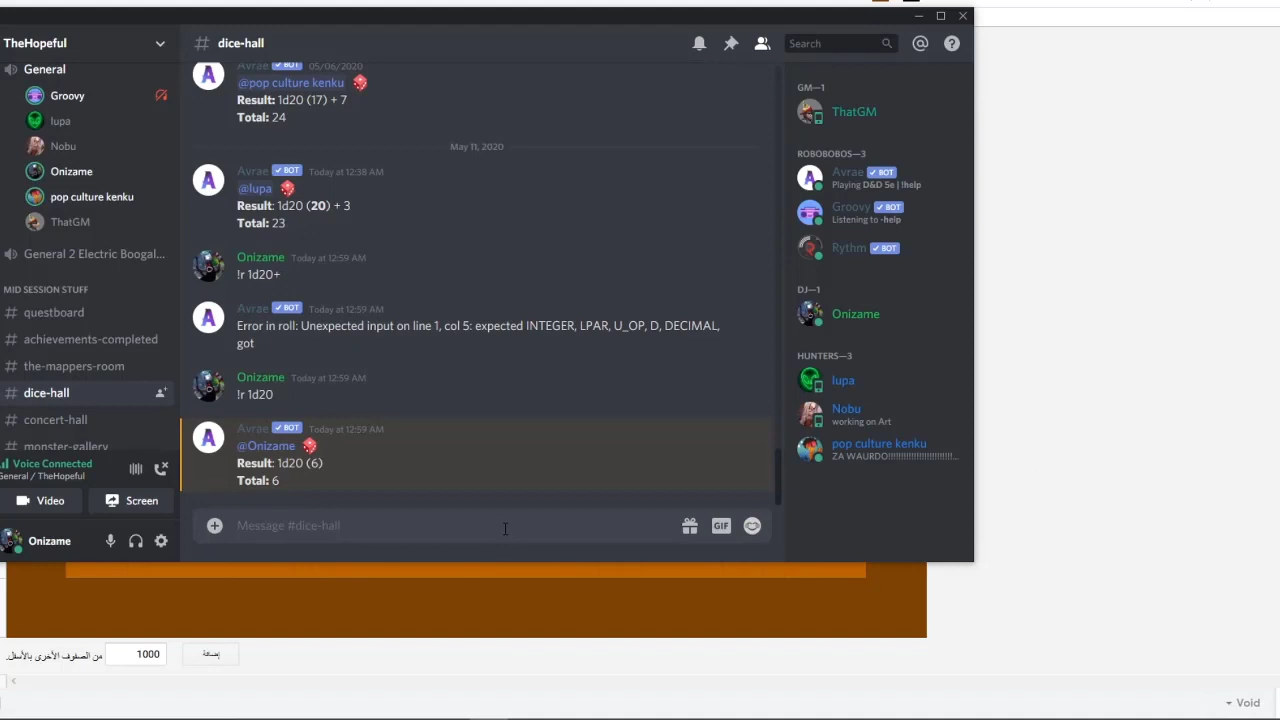 TheHopeful
General
Groovy
lupa
Nobu
Onizame
pop culture kenku
ThatGM
General 2 Electric Boogal...
MID SESSION STUFF
# questboard
# achievements-completed
# the-mappers-room
# dice-hall
# concert-hall
# monster-gallery
Voice Connected
General / TheHopeful
Video
Screen
Onizame
# dice-hall
Search
Avrae BOT 05/06/2020
@pop culture kenku
Result: 1d20 (17) + 7
Total: 24
May 11, 2020
A
Avrae BOT Today at 12:38 AM
@lupa
Result: 1d20 (20) + 3
Total: 23
Onizame Today at 12:59 AM
!r 1d20+
A
Avrae BOT Today at 12:59 AM
Error in roll: Unexpected input on line 1, col 5: expected INTEGER, LPAR, U_OP, D, DECIMAL,
got
Onizame Today at 12:59 AM
!r 1d20
A
Avrae BOT Today at 12:59 AM
@Onizame
Result: 1d20 (6)
Total: 6
Message #dice-hall
GIF
GM—1
ThatGM
ROBOBOBOS—3
Avrae BOT
Playing D&D 5e | !help
Groovy BOT
Listening to -help
Rythm BOT
DJ—1
Onizame
HUNTERS—3
lupa
Nobu
working on Art
pop culture kenku
من الصفوف الأخرى بالأسفل.
1000
إضافة
Void